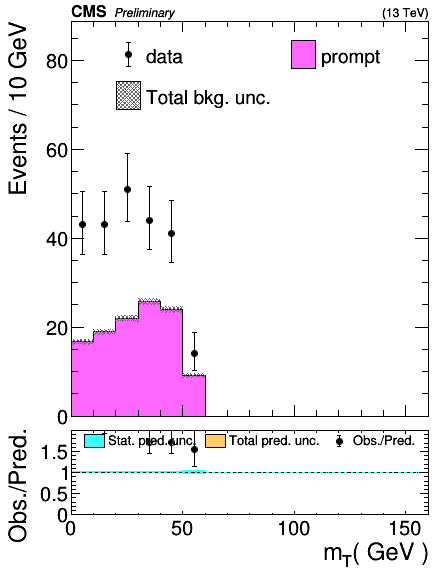 CMS Preliminary (13 TeV)
Events / 10 GeV
80
60
40
20
0
data
prompt
Total bkg. unc.
Obs./Pred.
1.5
1
0.5
0
Stat. pred. unc. Total pred. unc. Obs./Pred.
0 50 100 150
m_T( GeV )